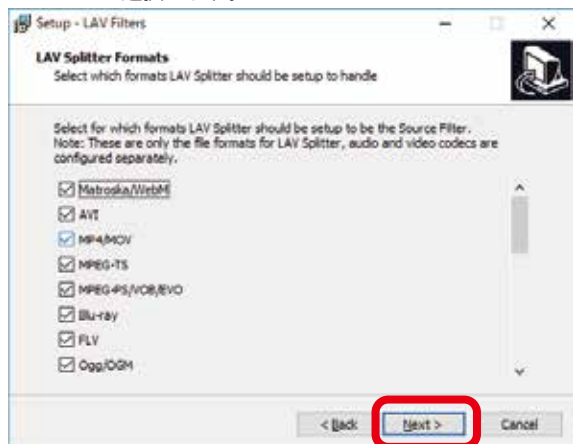 Setup - LAV Filters
LAV Splitter Formats
Select which formats LAV Splitter should be setup to handle
Select for which formats LAV Splitter should be setup to be the Source Filter.
Note: These are only the file formats for LAV Splitter, audio and video codecs are
configured separately.
Matroska/WebM
AVI
MP4/MOV
MPEG-TS
MPEG-PS/VOB/EVO
Blu-ray
FLV
Ogg/OGM
< Back
Next >
Cancel